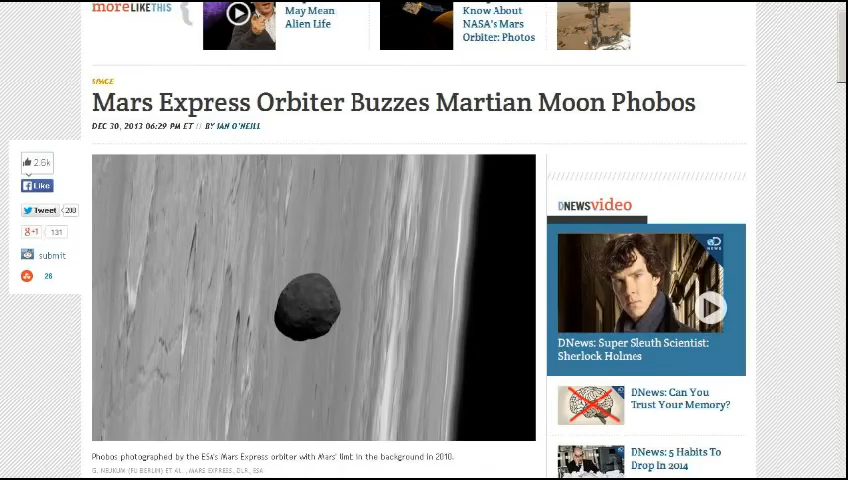 moreLIKETHIS
May Mean
Alien Life
Know About
NASA's Mars
Orbiter: Photos
SPACE
Mars Express Orbiter Buzzes Martian Moon Phobos
DEC 30, 2013 06:29 PM ET // BY IAN O'NEILL
2.6k
Like
Tweet
208
g+1
131
submit
26
DNEWSvideo
D NEWS
DNews: Super Sleuth Scientist:
Sherlock Holmes
DNews: Can You
Trust Your Memory?
DNews: 5 Habits To
Drop In 2014
Phobos photographed by the ESA's Mars Express orbiter with Mars' limb in the background in 2010.
G. NEUKUM (FU BERLIN) ET AL., MARS EXPRESS, DLR, ESA